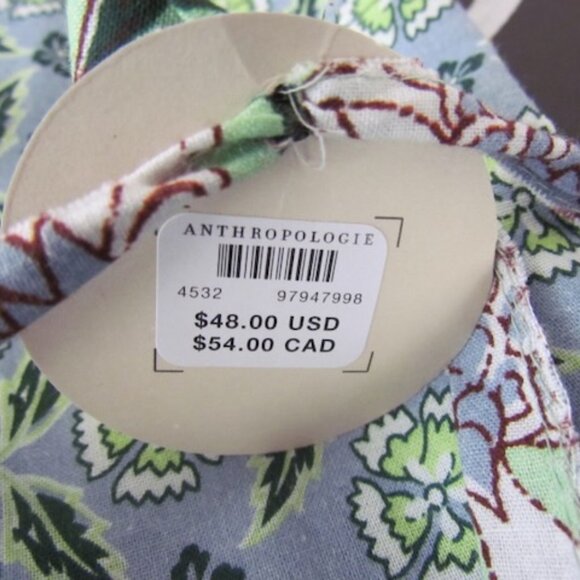 ANTHROPOLOGIE
4532 97947998
$48.00 USD
$54.00 CAD